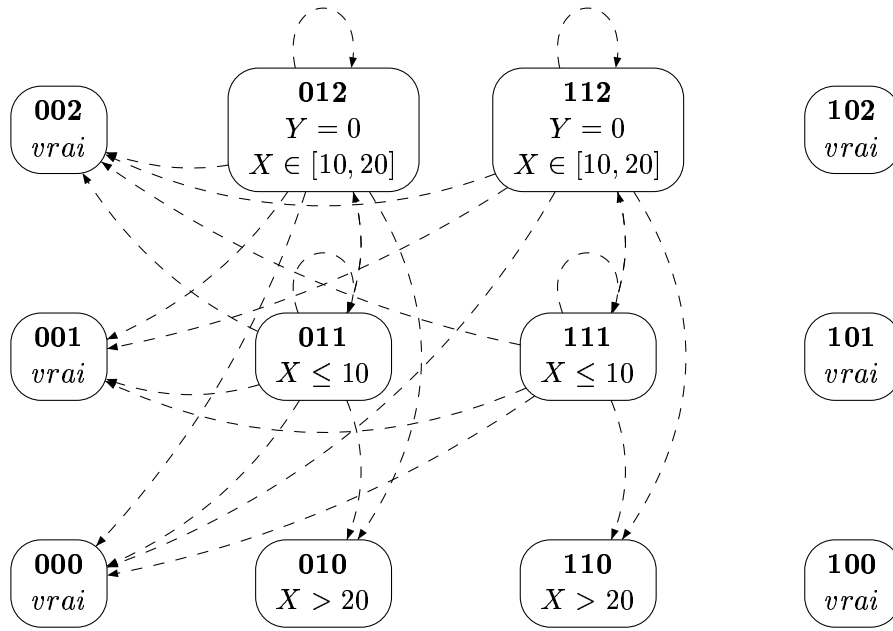 002
vrai
012
Y = 0
X ∈ [10, 20]
112
Y = 0
X ∈ [10, 20]
102
vrai
001
vrai
011
X ≤ 10
111
X ≤ 10
101
vrai
000
vrai
010
X > 20
110
X > 20
100
vrai